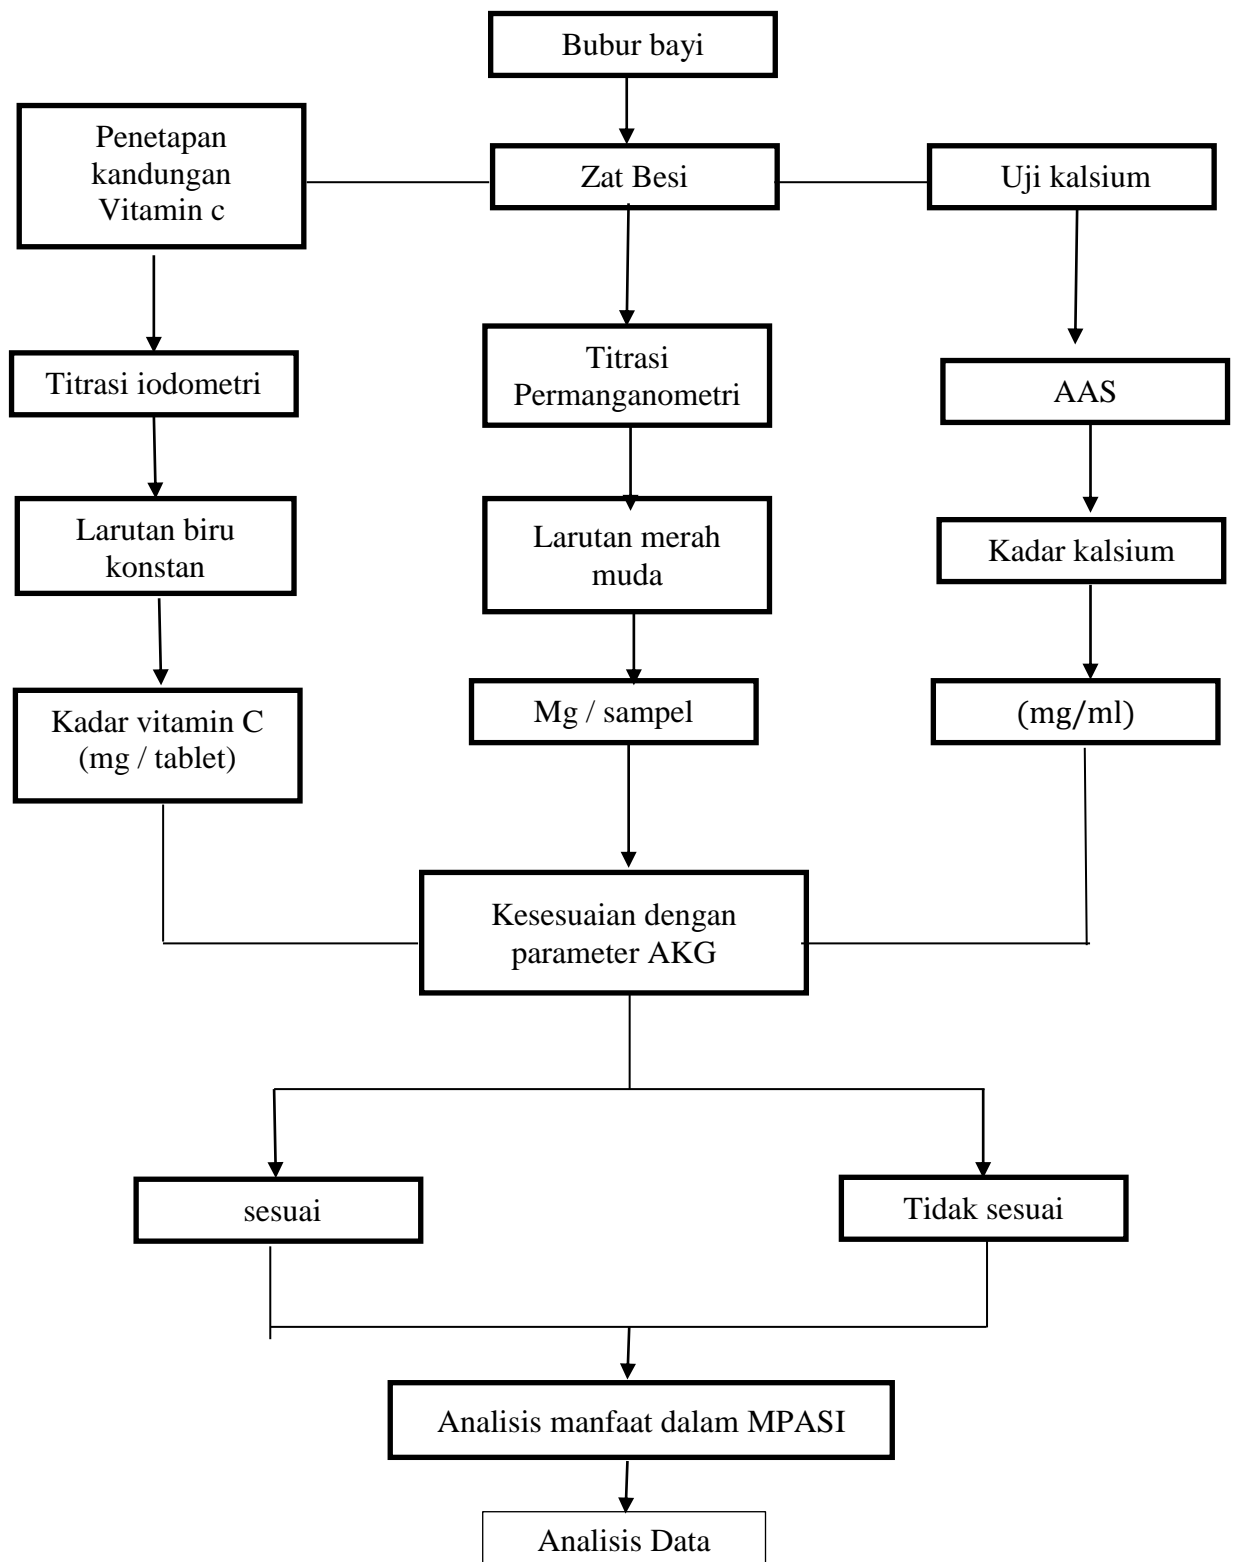 Bubur bayi
Penetapan
kandungan
Vitamin c
Zat Besi
Uji kalsium
Titrasi iodometri
Titrasi
Permanganometri
AAS
Larutan biru
konstan
Larutan merah
muda
Kadar kalsium
Kadar vitamin C
(mg / tablet)
Mg / sampel
(mg/ml)
Kesesuaian dengan
parameter AKG
sesuai
Tidak sesuai
Analisis manfaat dalam MPASI
Analisis Data